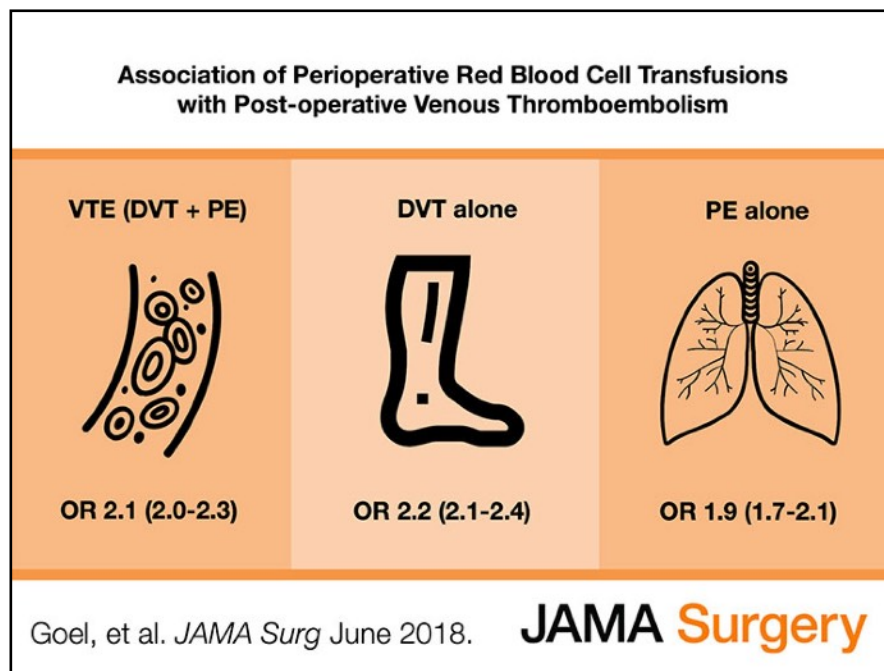 Association of Perioperative Red Blood Cell Transfusions
with Post-operative Venous Thromboembolism
VTE (DVT + PE)
DVT alone
PE alone
OR 2.1 (2.0-2.3)
OR 2.2 (2.1-2.4)
OR 1.9 (1.7-2.1)
Goel, et al. JAMA Surg June 2018.
JAMA Surgery